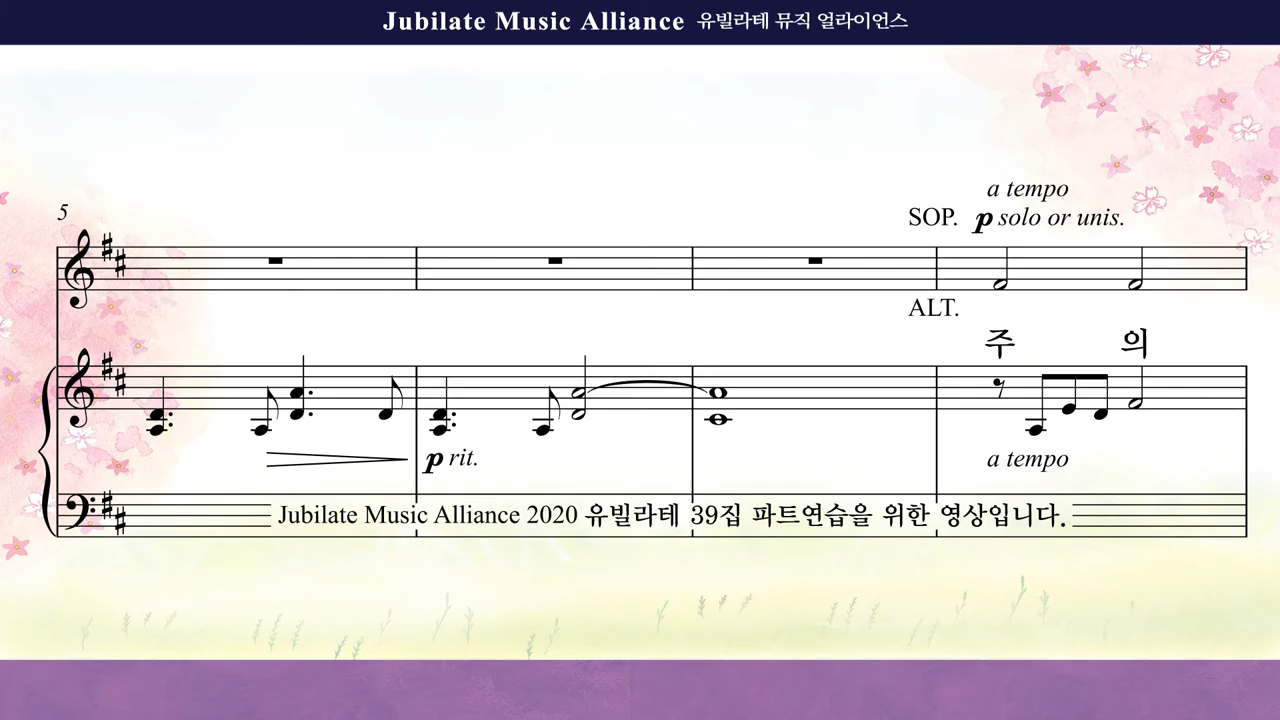 Jubilate Music Alliance 유빌라테 뮤직 얼라이언스
a tempo
5
SOP. p solo or unis.
ALT.
주 의
p rit.
a tempo
Jubilate Music Alliance 2020 유빌라테 39집 파트연습을 위한 영상입니다.